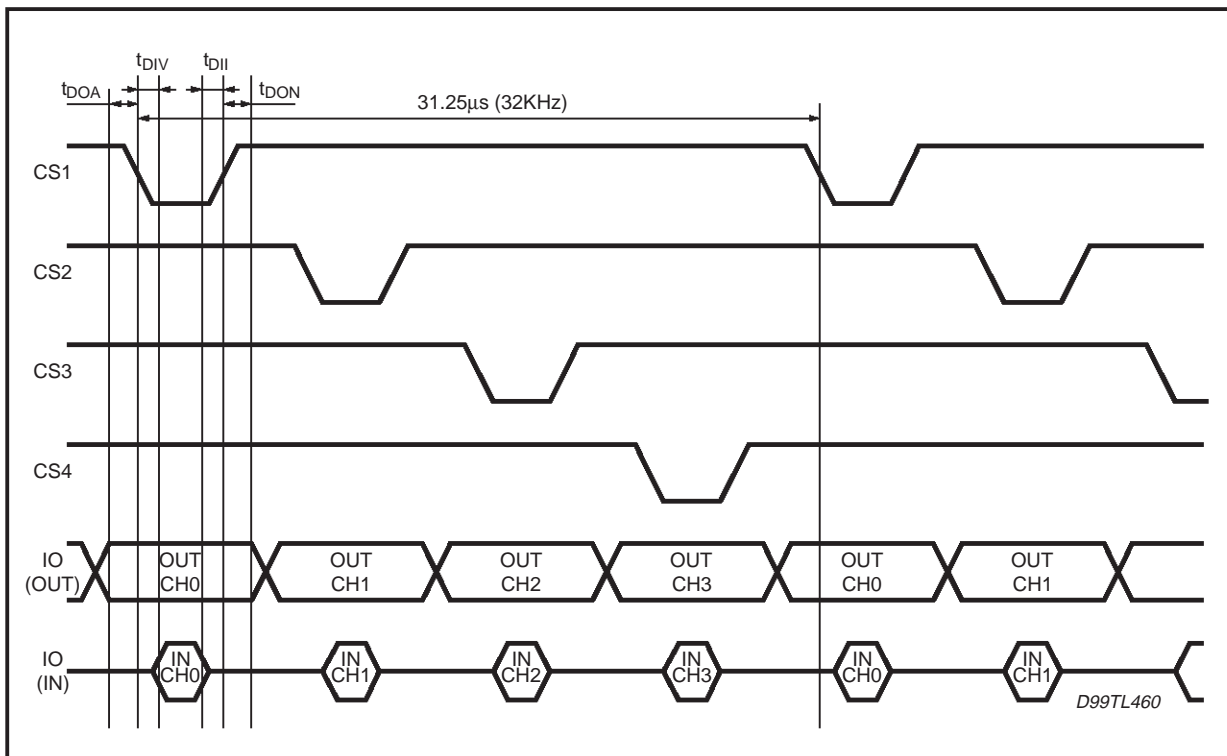 tDIV
tDII
tDOA
tDON
31.25µs (32KHz)
CS1
CS2
CS3
CS4
IO
(OUT)
OUT
CH0
OUT
CH1
OUT
CH2
OUT
CH3
OUT
CH0
OUT
CH1
IO
(IN)
IN
CH0
IN
CH1
IN
CH2
IN
CH3
IN
CH0
IN
CH1
D99TL460